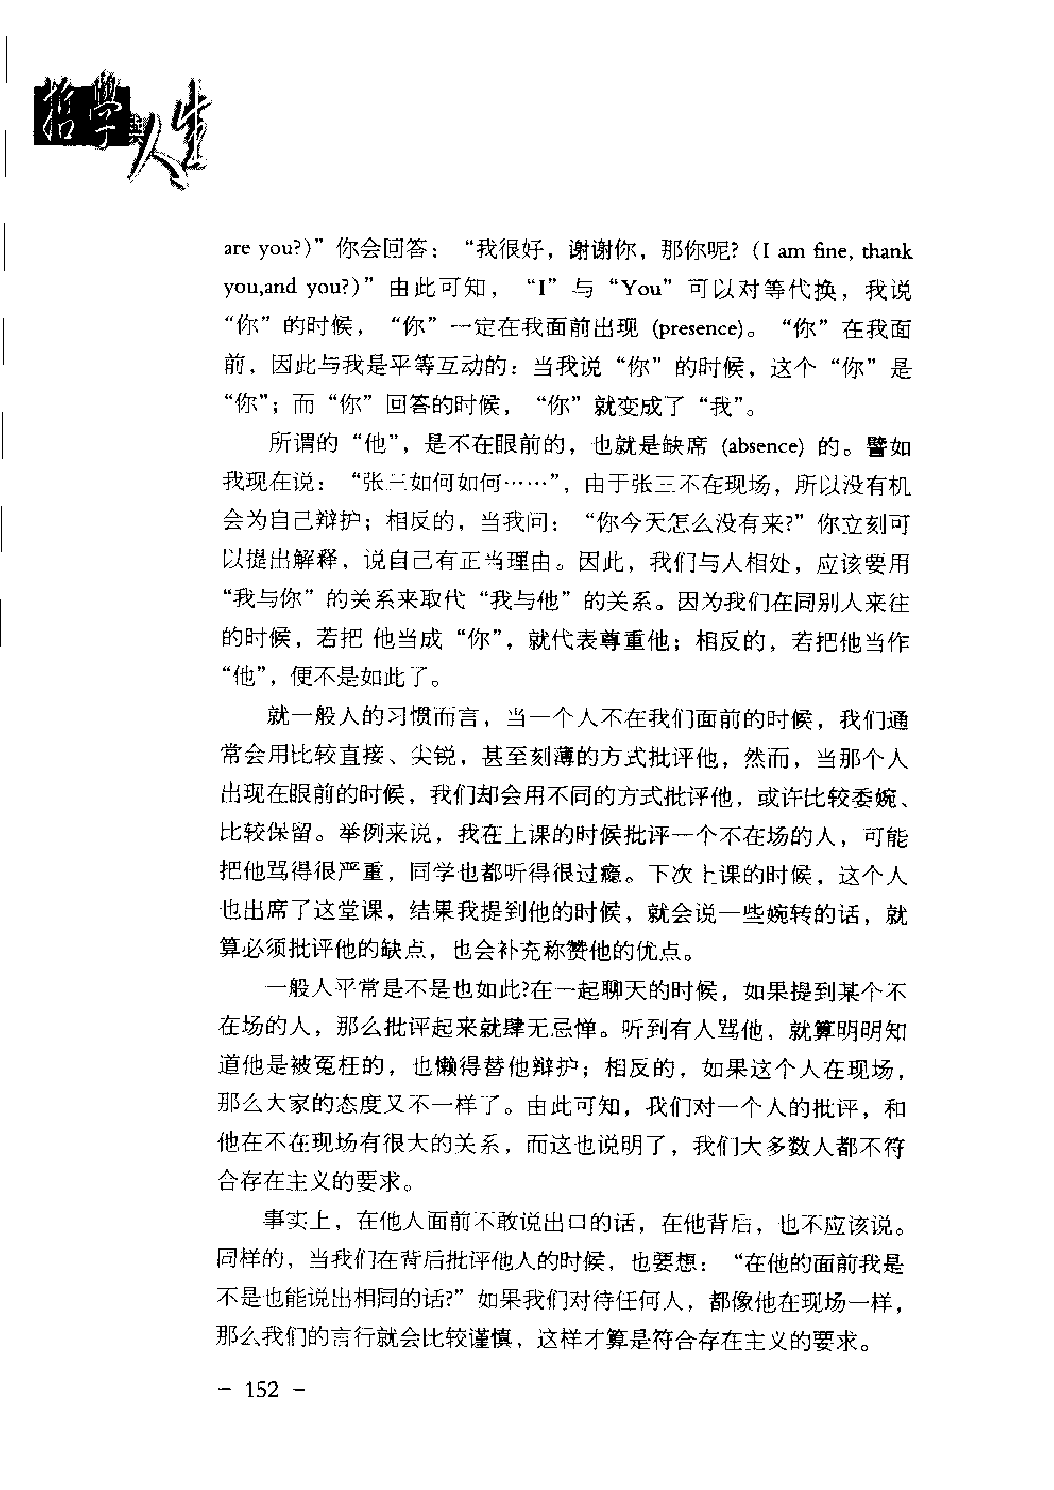 哲學與人生
are you?)”你会回答：“我很好，谢谢你，那你呢?（I am fine, thank
you,and you?)”由此可知，“I”与“You”可以对等代换，我说
“你”的时候，“你”一定在我面前出现 (presence)。“你”在我面
前，因此与我是平等互动的：当我说“你”的时候，这个“你”是
“你”；而“你”回答的时候，“你”就变成了“我”。
所谓的“他”，是不在眼前的，也就是缺席 (absence) 的。譬如
我现在说：“张三如何如何……”，由于张三不在现场，所以没有机
会为自己辩护；相反的，当我问：“你今天怎么没有来?”你立刻可
以提出解释，说自己有正当理由。因此，我们与人相处，应该要用
“我与你”的关系来取代“我与他”的关系。因为我们在同别人来往
的时候，若把 他当成“你”，就代表尊重他；相反的，若把他当作
“他”，便不是如此了。
就一般人的习惯而言，当一个人不在我们面前的时候，我们通
常会用比较直接、尖锐，甚至刻薄的方式批评他，然而，当那个人
出现在眼前的时候，我们却会用不同的方式批评他，或许比较委婉、
比较保留。举例来说，我在上课的时候批评一个不在场的人，可能
把他骂得很严重，同学也都听得很过瘾。下次上课的时候，这个人
也出席了这堂课，结果我提到他的时候，就会说一些婉转的话，就
算必须批评他的缺点，也会补充称赞他的优点。
一般人平常是不是也如此?在一起聊天的时候，如果提到某个不
在场的人，那么批评起来就肆无忌惮。听到有人骂他，就算明明知
道他是被冤枉的，也懒得替他辩护；相反的，如果这个人在现场，
那么大家的态度又不一样了。由此可知，我们对一个人的批评，和
他在不在现场有很大的关系，而这也说明了，我们大多数人都不符
合存在主义的要求。
事实上，在他人面前不敢说出口的话，在他背后，也不应该说。
同样的，当我们在背后批评他人的时候，也要想：“在他的面前我是
不是也能说出相同的话?”如果我们对待任何人，都像他在现场一样，
那么我们的言行就会比较谨慎，这样才算是符合存在主义的要求。
– 152 –